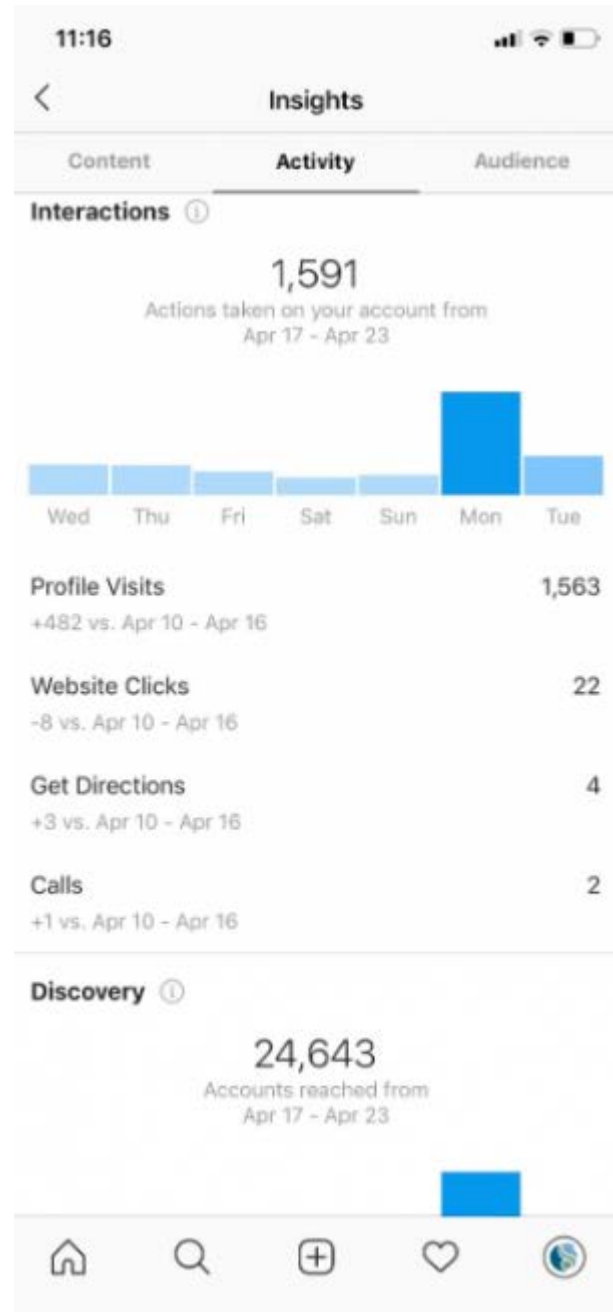 11:16
Insights
Content Activity Audience
Interactions
1,591
Actions taken on your account from
Apr 17 - Apr 23
Wed Thu Fri Sat Sun Mon Tue
Profile Visits 1,563
+482 vs. Apr 10 - Apr 16
Website Clicks 22
-8 vs. Apr 10 - Apr 16
Get Directions 4
+3 vs. Apr 10 - Apr 16
Calls 2
+1 vs. Apr 10 - Apr 16
Discovery
24,643
Accounts reached from
Apr 17 - Apr 23